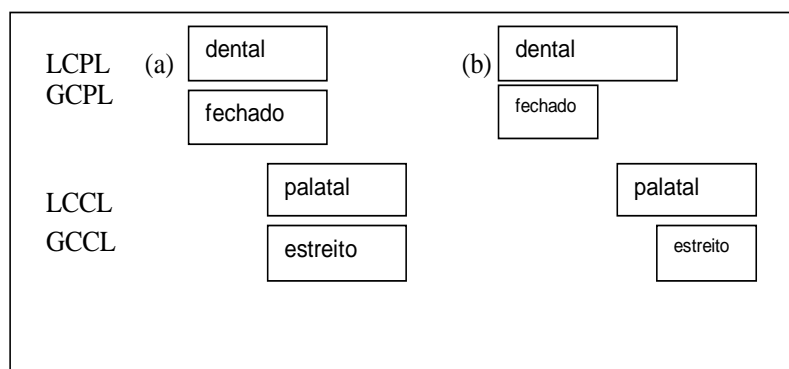 LCPL (a) dental (b) dental
GCPL fechado fechado
LCCL palatal palatal
GCCL estreito estreito